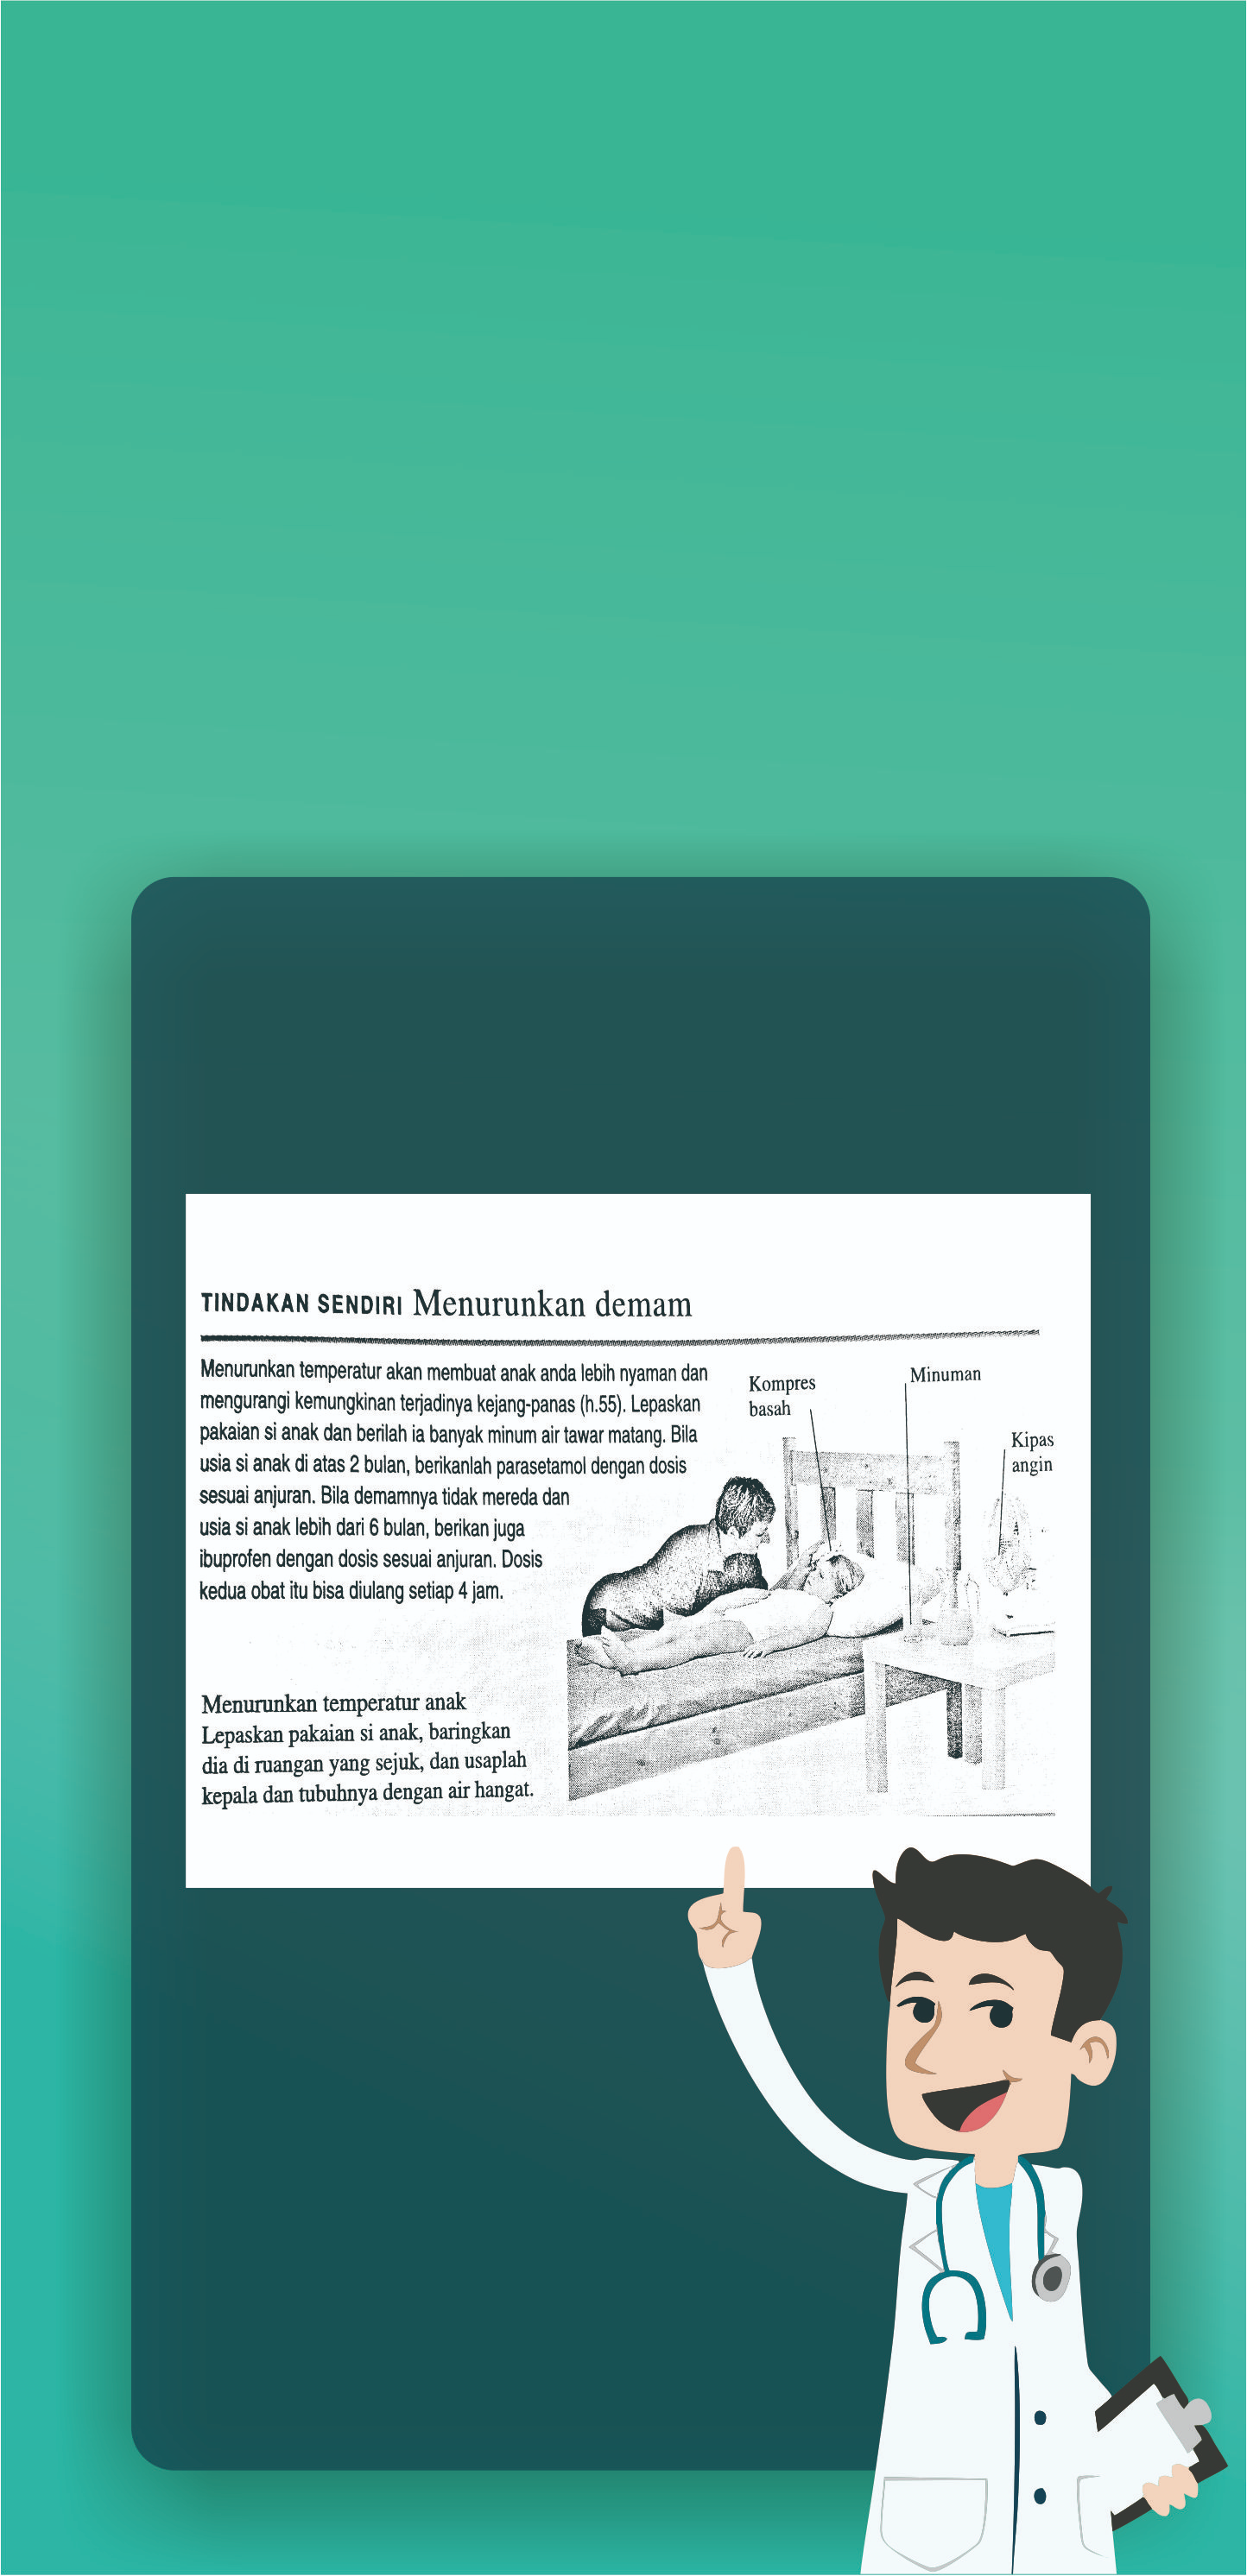 TINDAKAN SENDIRI Menurunkan demam
Menurunkan temperatur akan membuat anak anda lebih nyaman dan
mengurangi kemungkinan terjadinya kejang-panas (h.55). Lepaskan
pakaian si anak dan berilah ia banyak minum air tawar matang. Bila
usia si anak di atas 2 bulan, berikanlah parasetamol dengan dosis
sesuai anjuran. Bila demamnya tidak mereda dan
usia si anak lebih dari 6 bulan, berikan juga
ibuprofen dengan dosis sesuai anjuran. Dosis
kedua obat itu bisa diulang setiap 4 jam.
Kompres
basah
Minuman
Kipas
angin
Menurunkan temperatur anak
Lepaskan pakaian si anak, baringkan
dia di ruangan yang sejuk, dan usaplah
kepala dan tubuhnya dengan air hangat.